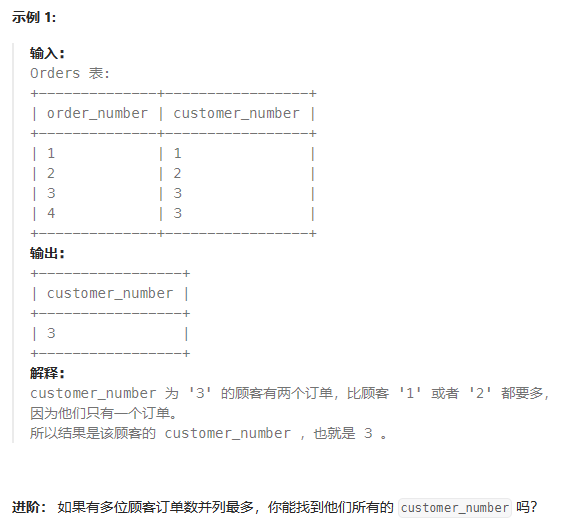 示例 1:
输入：
Orders 表:
+--------------+-----------------+
| order_number | customer_number |
+--------------+-----------------+
| 1            | 1               |
| 2            | 2               |
| 3            | 3               |
| 4            | 3               |
+--------------+-----------------+
输出：
+-----------------+
| customer_number |
+-----------------+
| 3               |
+-----------------+
解释：
customer_number 为 '3' 的顾客有两个订单，比顾客 '1' 或者 '2' 都要多，
因为他们只有一个订单。
所以结果是该顾客的 customer_number ，也就是 3 。
进阶： 如果有多位顾客订单数并列最多，你能找到他们所有的 customer_number 吗？